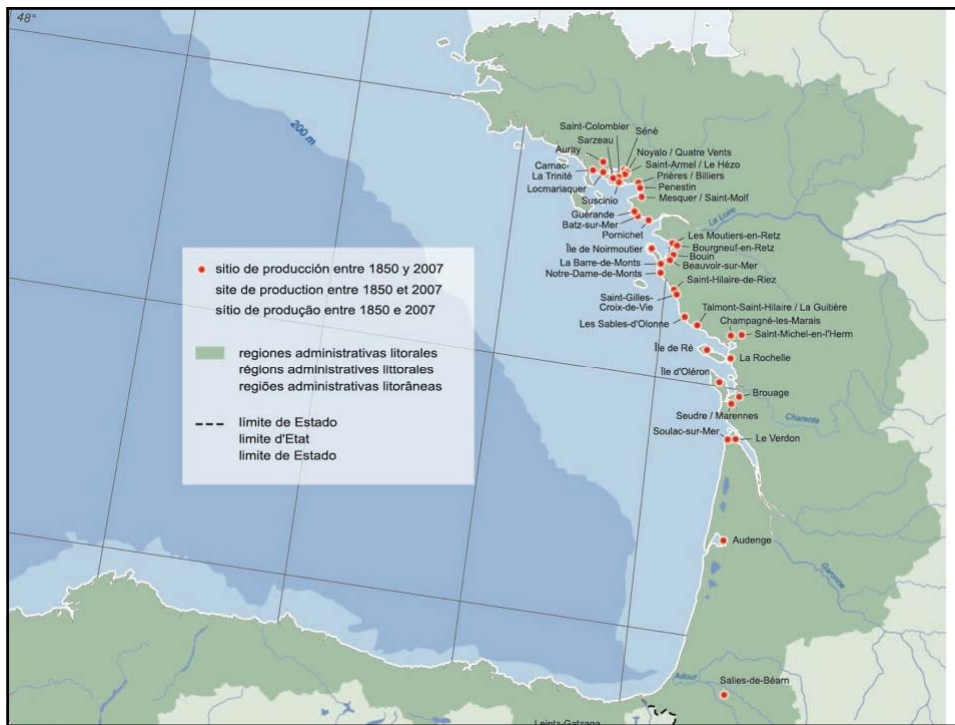 48°
200 m
Saint-Colombier
Séné
Sarzeau
Noyalo / Quatre Vents
Auray
Saint-Armel / Le Hézo
Carnac-
La Trinité
Prières / Billiers
Locmariaquer
Penestin
Suscinio
Mesquer / Saint-Molf
Guérande
Batz-sur-Mer
La Loire
Pornichet
Les Moutiers-en-Retz
Île de Noirmoutier
Bourgneuf-en-Retz
Bouin
La Barre-de-Monts
Beauvoir-sur-Mer
Notre-Dame-de-Monts
Saint-Hilaire-de-Riez
Saint-Gilles-
Croix-de-Vie
Talmont-Saint-Hilaire / La Guitière
Les Sables-d'Olonne
Champagné-les-Marais
Saint-Michel-en-l'Herm
Île de Ré
La Rochelle
Île d'Oléron
Brouage
Seudre / Marennes
Charente
Soulac-sur-Mer
Le Verdon
Audenge
Garonne
Adour
Salies-de-Béarn
Leintz-Gatzaga
sitio de producción entre 1850 y 2007
site de production entre 1850 et 2007
sítio de produção entre 1850 e 2007
regiones administrativas litorales
régions administratives littorales
regiões administrativas litorâneas
límite de Estado
limite d'Etat
limite de Estado